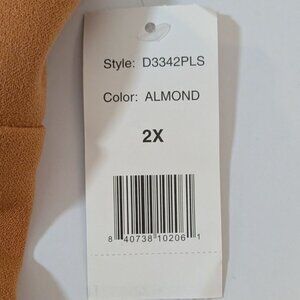 Style: D3342PLS
Color: ALMOND
2X
8 40738 10206 1